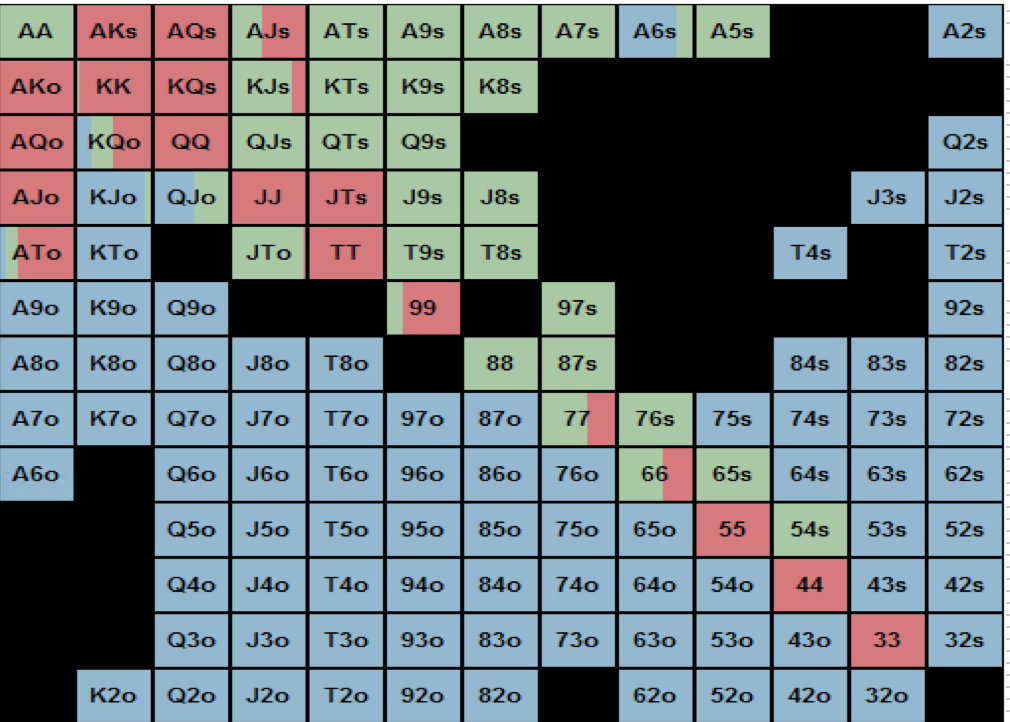 AA AKs AQs AJs ATs A9s A8s A7s A6s A5s A2s
AKo KK KQs KJs KTs K9s K8s
AQo KQo QQ QJs QTs Q9s Q2s
AJo KJo QJo JJ JTs J9s J8s J3s J2s
ATo KTo JTo TT T9s T8s T4s T2s
A9o K9o Q9o 99 97s 92s
A8o K8o Q8o J8o T8o 88 87s 84s 83s 82s
A7o K7o Q7o J7o T7o 97o 87o 77 76s 75s 74s 73s 72s
A6o Q6o J6o T6o 96o 86o 76o 66 65s 64s 63s 62s
Q5o J5o T5o 95o 85o 75o 65o 55 54s 53s 52s
Q4o J4o T4o 94o 84o 74o 64o 54o 44 43s 42s
Q3o J3o T3o 93o 83o 73o 63o 53o 43o 33 32s
K2o Q2o J2o T2o 92o 82o 62o 52o 42o 32o